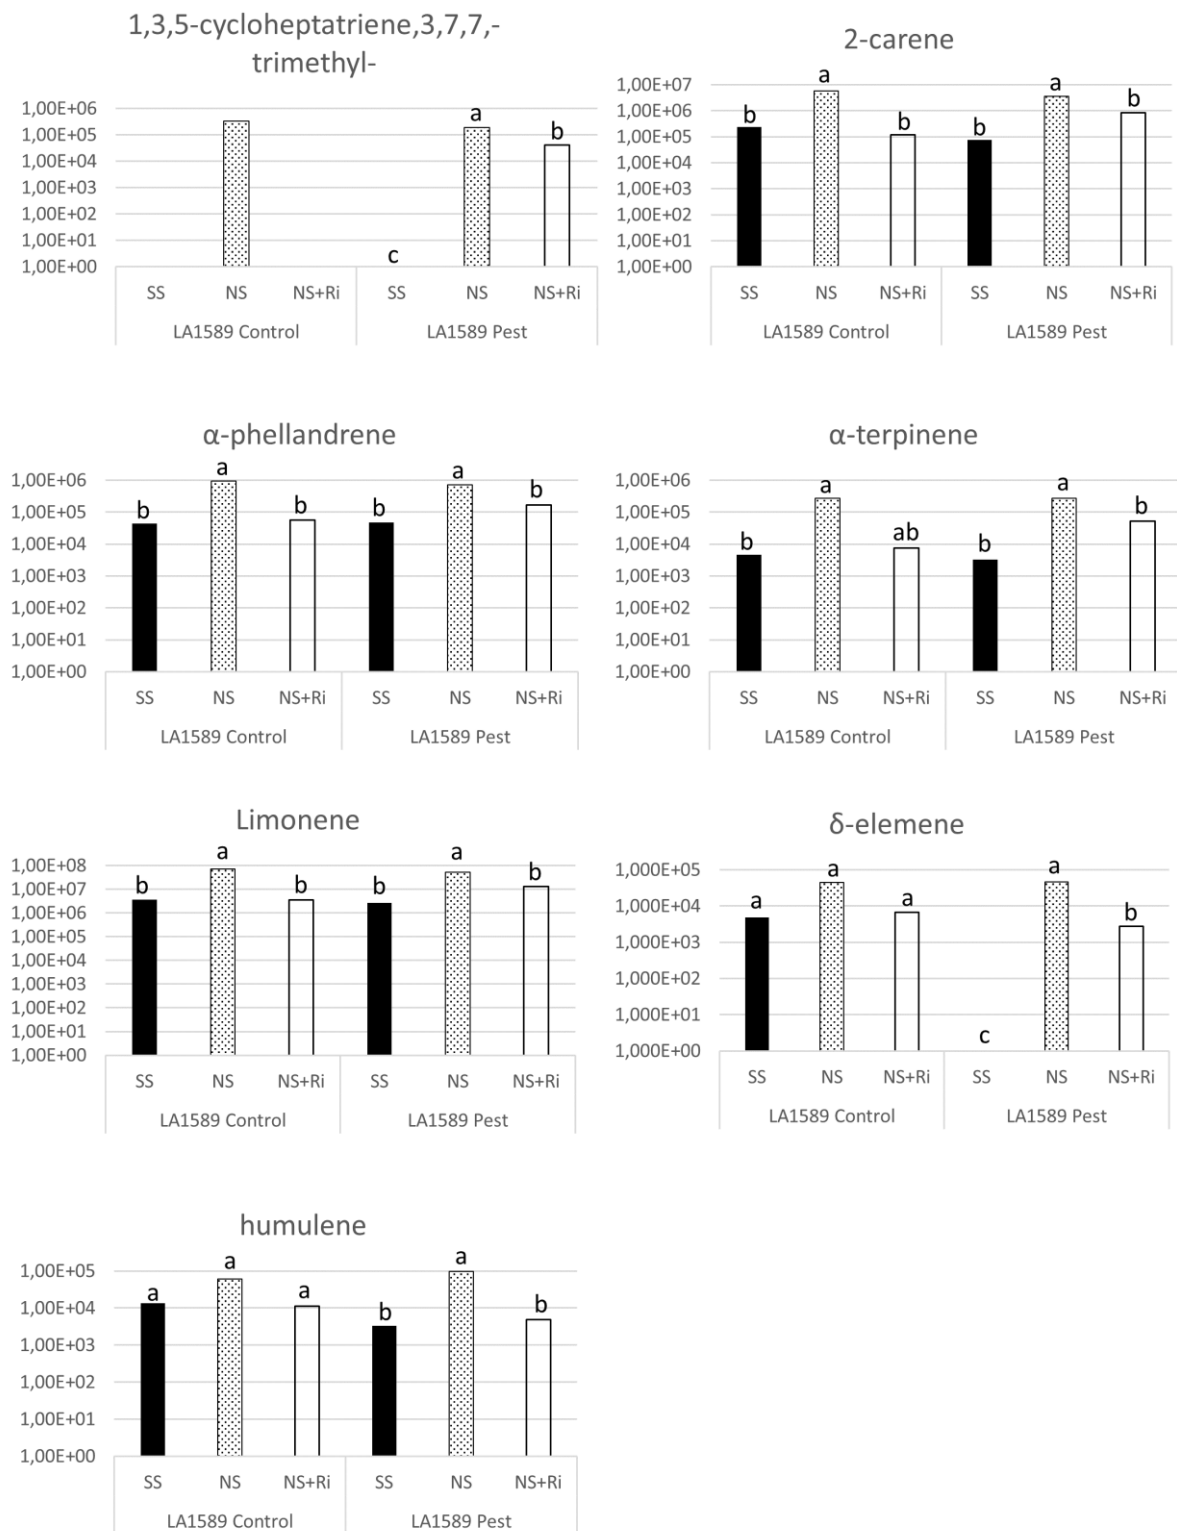 1,3,5-cycloheptatriene,3,7,7,-
trimethyl-
1,00E+06
1,00E+05
1,00E+04
1,00E+03
1,00E+02
1,00E+01
1,00E+00
a
b
c
SS NS NS+Ri SS NS NS+Ri
LA1589 Control LA1589 Pest
2-carene
1,00E+07
1,00E+06
1,00E+05
1,00E+04
1,00E+03
1,00E+02
1,00E+01
1,00E+00
b a b b a b
SS NS NS+Ri SS NS NS+Ri
LA1589 Control LA1589 Pest
α-phellandrene
1,00E+06
1,00E+05
1,00E+04
1,00E+03
1,00E+02
1,00E+01
1,00E+00
b a b b a b
SS NS NS+Ri SS NS NS+Ri
LA1589 Control LA1589 Pest
α-terpinene
1,00E+06
1,00E+05
1,00E+04
1,00E+03
1,00E+02
1,00E+01
1,00E+00
b a ab b a b
SS NS NS+Ri SS NS NS+Ri
LA1589 Control LA1589 Pest
Limonene
1,00E+08
1,00E+07
1,00E+06
1,00E+05
1,00E+04
1,00E+03
1,00E+02
1,00E+01
1,00E+00
b a b b a b
SS NS NS+Ri SS NS NS+Ri
LA1589 Control LA1589 Pest
δ-elemene
1,000E+05
1,000E+04
1,000E+03
1,000E+02
1,000E+01
1,000E+00
a a a c a b
SS NS NS+Ri SS NS NS+Ri
LA1589 Control LA1589 Pest
humulene
1,00E+05
1,00E+04
1,00E+03
1,00E+02
1,00E+01
1,00E+00
a a a b a b
SS NS NS+Ri SS NS NS+Ri
LA1589 Control LA1589 Pest